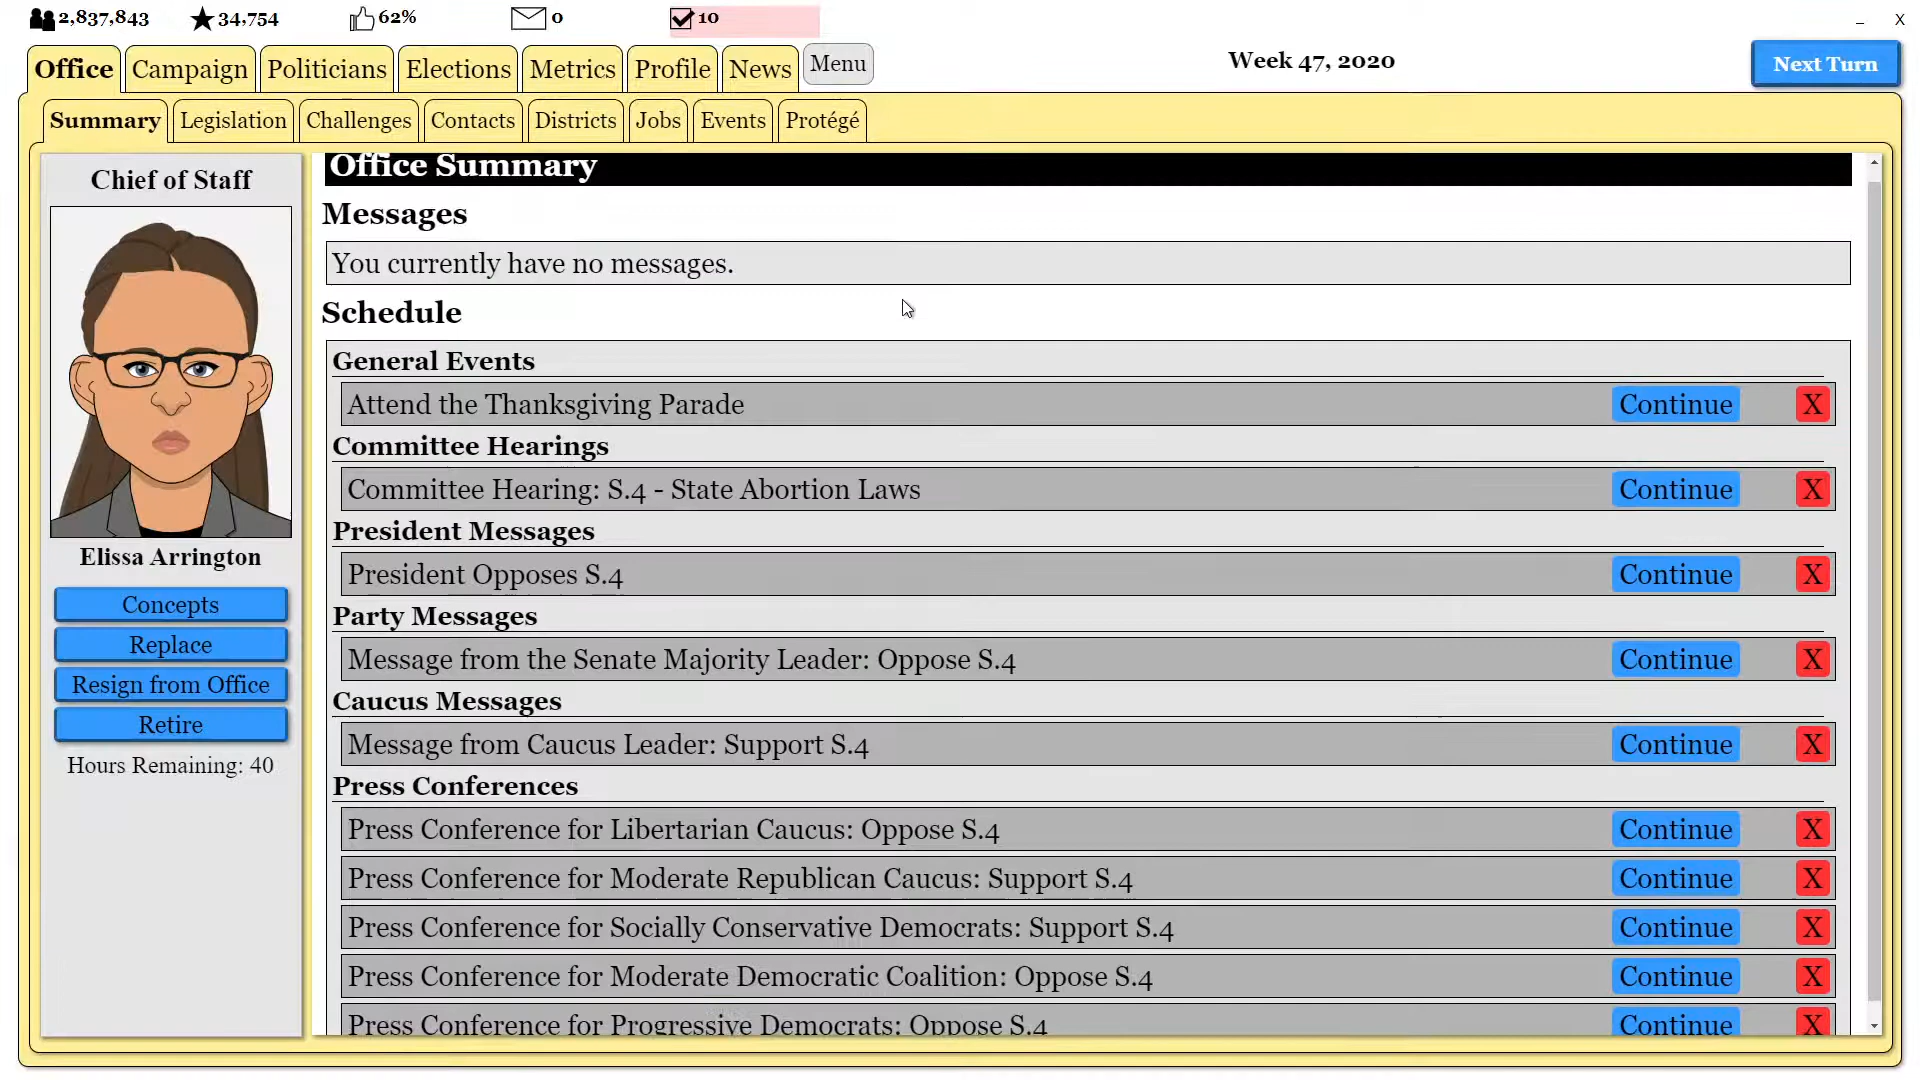 2,837,843 34,754 62% 0 10
_ X
Office Campaign Politicians Elections Metrics Profile News Menu Week 47, 2020 Next Turn
Summary Legislation Challenges Contacts Districts Jobs Events Protégé
Chief of Staff
Elissa Arrington
Concepts
Replace
Resign from Office
Retire
Hours Remaining: 40
Office Summary
Messages
You currently have no messages.
Schedule
General Events
Attend the Thanksgiving Parade Continue X
Committee Hearings
Committee Hearing: S.4 - State Abortion Laws Continue X
President Messages
President Opposes S.4 Continue X
Party Messages
Message from the Senate Majority Leader: Oppose S.4 Continue X
Caucus Messages
Message from Caucus Leader: Support S.4 Continue X
Press Conferences
Press Conference for Libertarian Caucus: Oppose S.4 Continue X
Press Conference for Moderate Republican Caucus: Support S.4 Continue X
Press Conference for Socially Conservative Democrats: Support S.4 Continue X
Press Conference for Moderate Democratic Coalition: Oppose S.4 Continue X
Press Conference for Progressive Democrats: Oppose S.4 Continue X